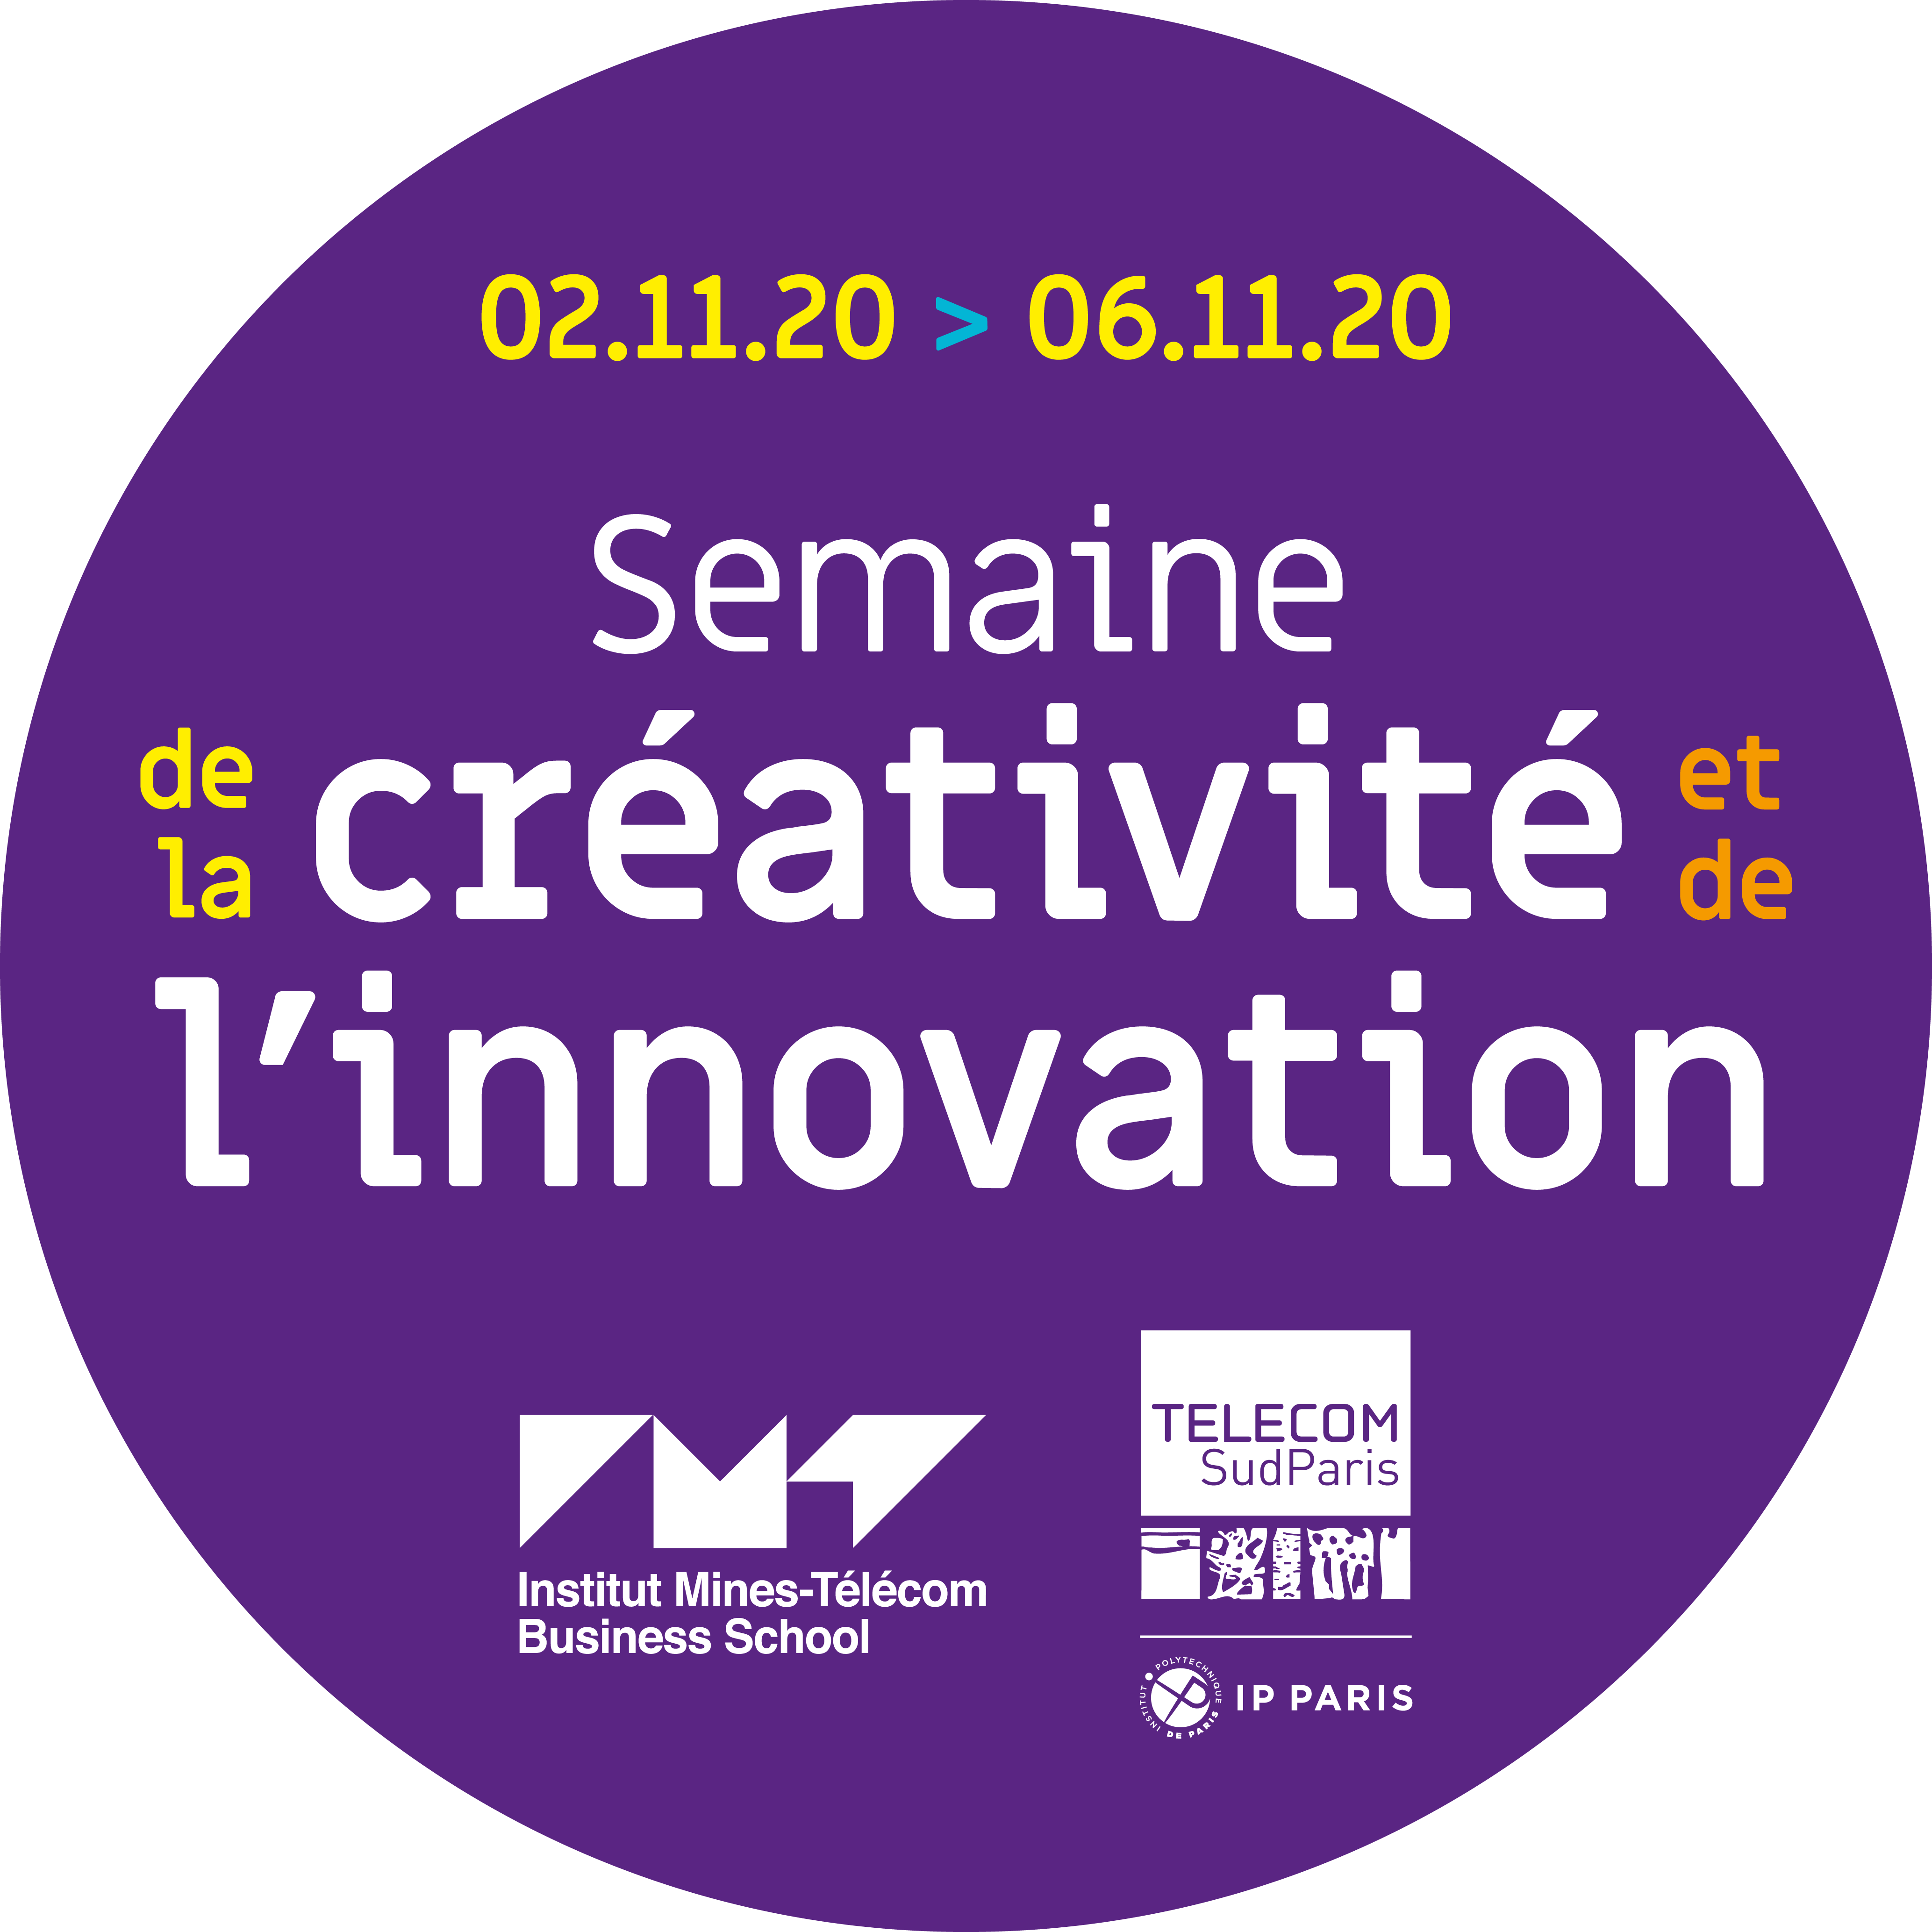 02.11.20 > 06.11.20
Semaine
de la créativité et de
l'innovation
TELECOM
SudParis
Institut Mines-Télécom
Business School
INSTITUT POLYTECHNIQUE DE PARIS
IP PARIS